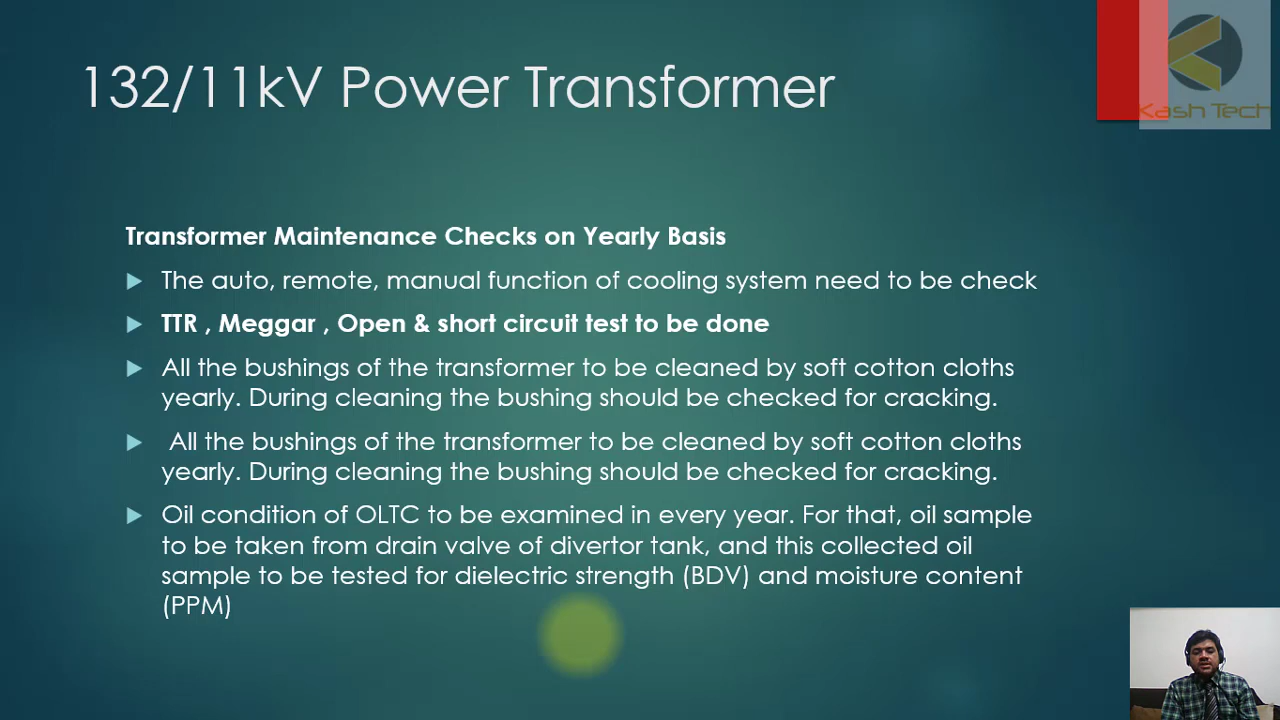 132/11kV Power Transformer
Kash Tech
Transformer Maintenance Checks on Yearly Basis
The auto, remote, manual function of cooling system need to be check
TTR , Meggar , Open & short circuit test to be done
All the bushings of the transformer to be cleaned by soft cotton cloths
yearly. During cleaning the bushing should be checked for cracking.
All the bushings of the transformer to be cleaned by soft cotton cloths
yearly. During cleaning the bushing should be checked for cracking.
Oil condition of OLTC to be examined in every year. For that, oil sample
to be taken from drain valve of divertor tank, and this collected oil
sample to be tested for dielectric strength (BDV) and moisture content
(PPM)